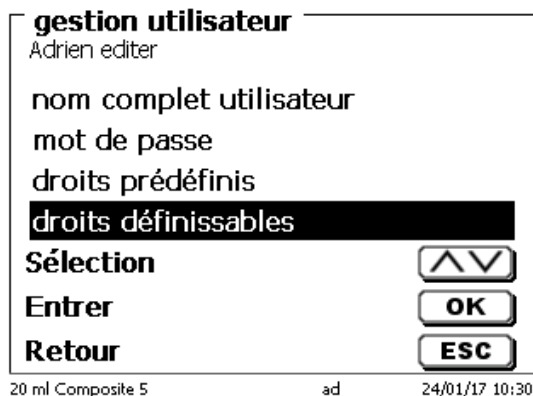 gestion utilisateur
Adrien editer
nom complet utilisateur
mot de passe
droits prédéfinis
droits définissables
Sélection
Entrer OK
Retour ESC
20 ml Composite 5 ad 24/01/17 10:30